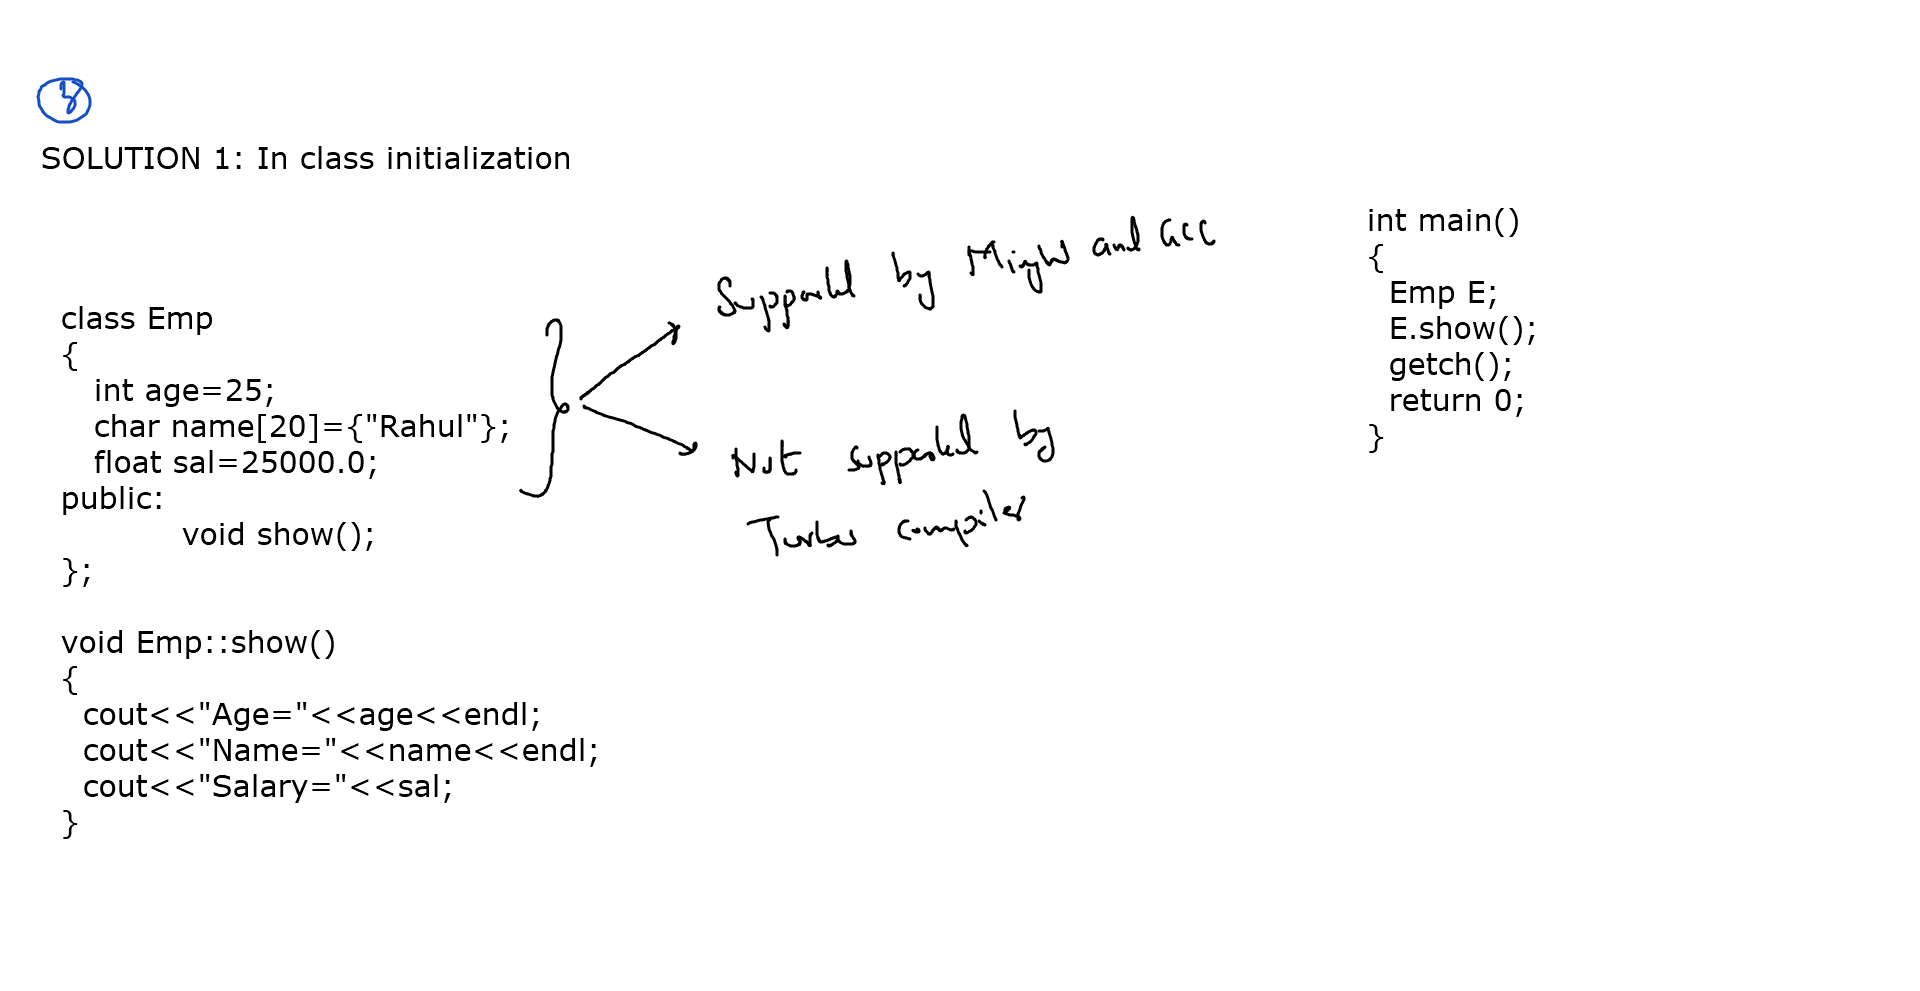 SOLUTION 1: In class initialization
class Emp
{
int age=25;
char name[20]={"Rahul"};
float sal=25000.0;
public:
void show();
};
void Emp::show()
{
cout<<"Age="<<age<<endl;
cout<<"Name="<<name<<endl;
cout<<"Salary="<<sal;
}
Supported by MingW and GCC
Not supported by
Turbo compiler
int main()
{
Emp E;
E.show();
getch();
return 0;
}